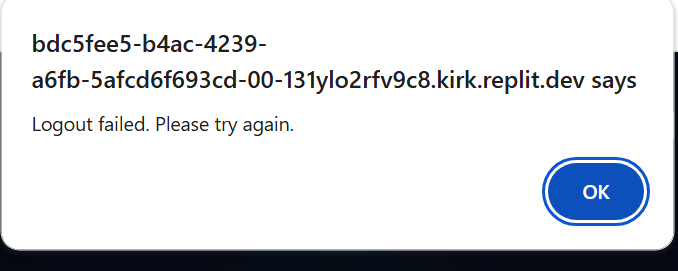 bdc5fee5-b4ac-4239-
a6fb-5afcd6f693cd-00-131ylo2rfv9c8.kirk.replit.dev says
Logout failed. Please try again.
OK